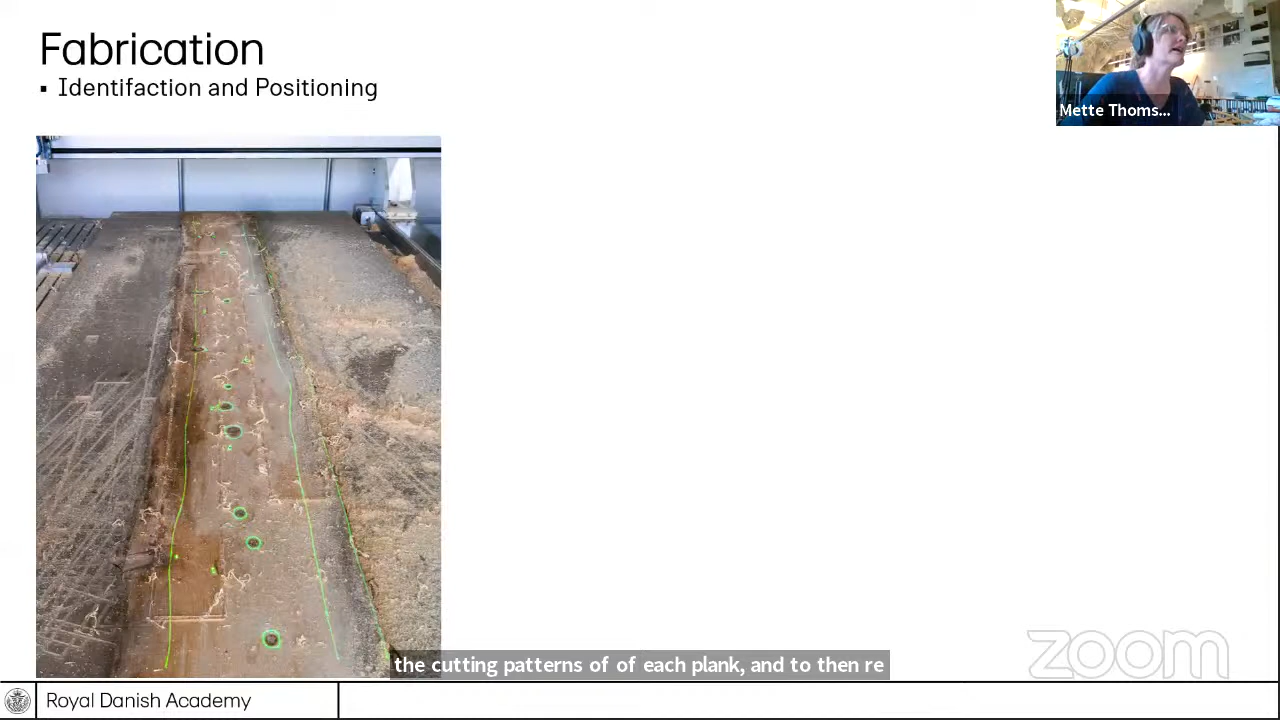 Fabrication
▪ Identifaction and Positioning
Mette Thoms...
the cutting patterns of of each plank, and to then re
zoom
Royal Danish Academy